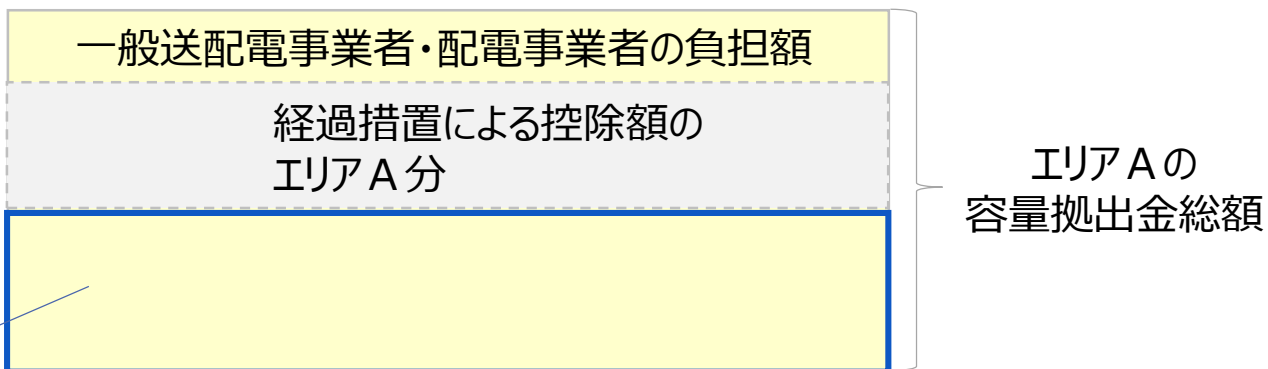 一般送配電事業者・配電事業者の負担額
経過措置による控除額の
エリアA分
エリアAの
容量拠出金総額